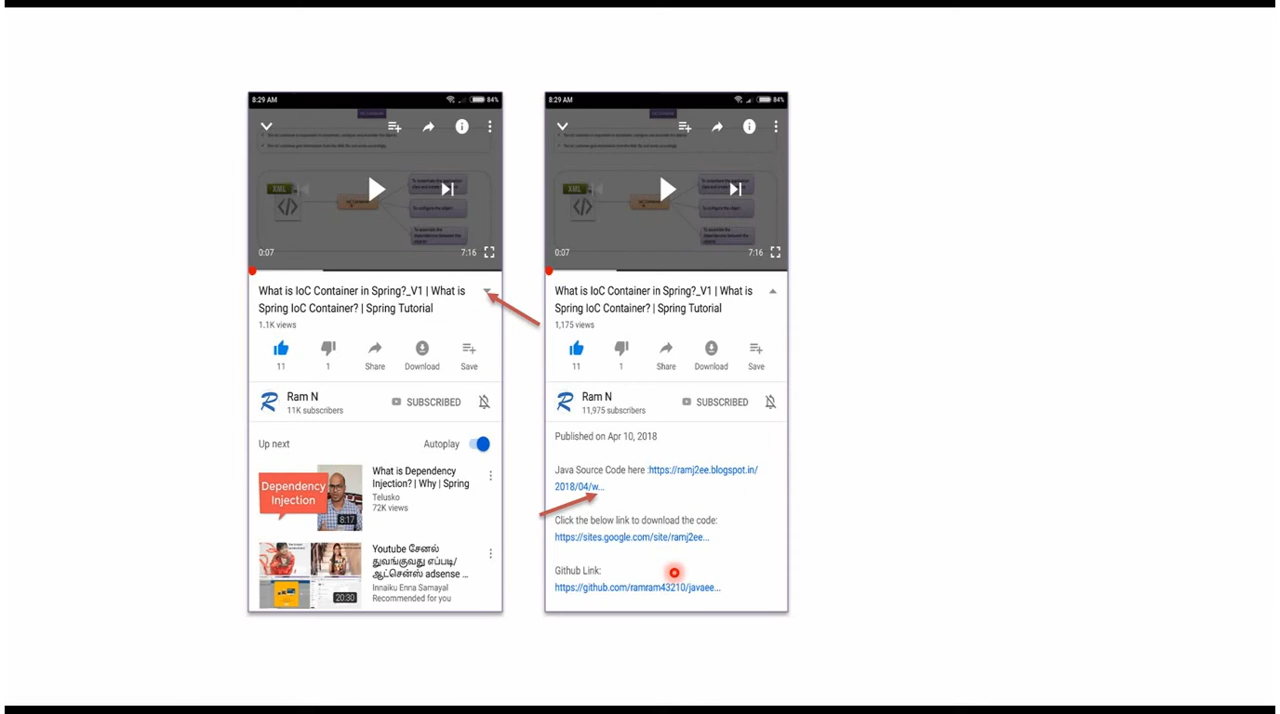 8:29 AM
84%
XML
0:07
7:16
What is IoC Container in Spring?_V1 | What is
Spring IoC Container? | Spring Tutorial
1.1K views
11
1
Share
Download
Save
Ram N
11K subscribers
SUBSCRIBED
Up next
Autoplay
Dependency
Injection
8:17
What is Dependency
Injection? | Why | Spring
Telusko
72K views
20:30
Youtube சேனல்
துவங்குவது எப்படி/
ஆட்சென்ஸ் adsense ...
Innaiku Enna Samayal
Recommended for you
8:29 AM
84%
XML
0:07
7:16
What is IoC Container in Spring?_V1 | What is
Spring IoC Container? | Spring Tutorial
1,175 views
11
1
Share
Download
Save
Ram N
11,975 subscribers
SUBSCRIBED
Published on Apr 10, 2018
Java Source Code here :https://ramj2ee.blogspot.in/
2018/04/w...
Click the below link to download the code:
https://sites.google.com/site/ramj2ee...
Github Link:
https://github.com/ramram43210/javaee...